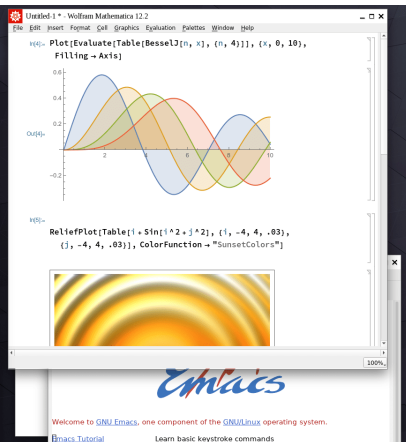 Untitled-1 * - Wolfram Mathematica 12.2
File Edit Insert Format Cell Graphics Evaluation Palettes Window Help
In[4]:= Plot[Evaluate[Table[BesselJ[n, x], {n, 4}]], {x, 0, 10},
Filling → Axis]
0.6
0.4
0.2
Out[4]=
2 4 6 8 10
-0.2
In[5]:=
ReliefPlot[Table[i + Sin[i^2 + j^2], {i, -4, 4, .03},
{j, -4, 4, .03}], ColorFunction → "SunsetColors"]
100%
Emacs
Welcome to GNU Emacs, one component of the GNU/Linux operating system.
Emacs Tutorial Learn basic keystroke commands